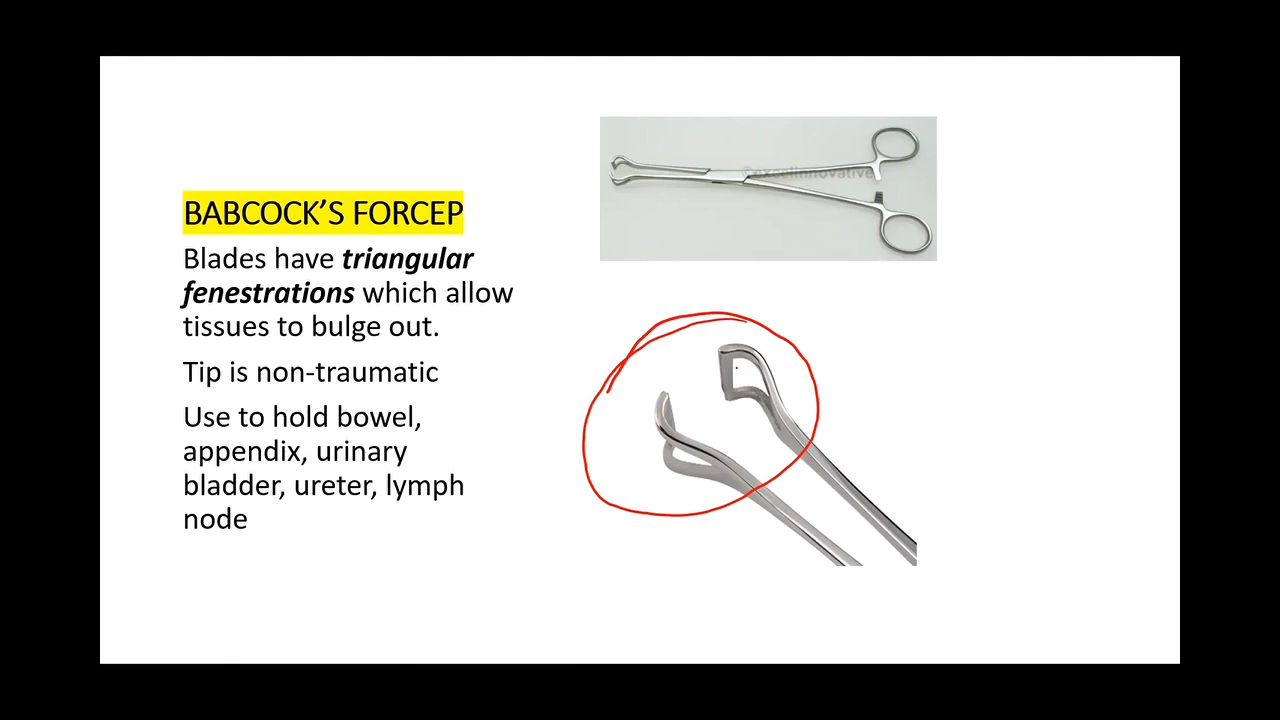 ©excelinnovative
BABCOCK'S FORCEP
Blades have triangular
fenestrations which allow
tissues to bulge out.
Tip is non-traumatic
Use to hold bowel,
appendix, urinary
bladder, ureter, lymph
node